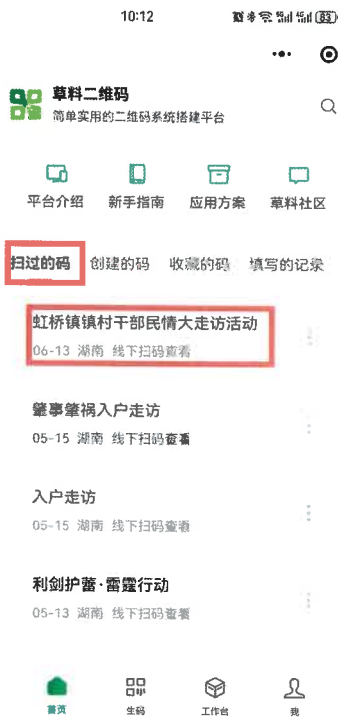 10:12
83
草料二维码
简单实用的二维码系统搭建平台
平台介绍 新手指南 应用方案 草料社区
扫过的码 创建的码 收藏的码 填写的记录
虹桥镇镇村干部民情大走访活动
06-13 湖南 线下扫码查看
肇事肇祸入户走访
05-15 湖南 线下扫码查看
入户走访
05-15 湖南 线下扫码查看
利剑护蕾·雷霆行动
05-13 湖南 线下扫码查看
首页 生码 工作台 我